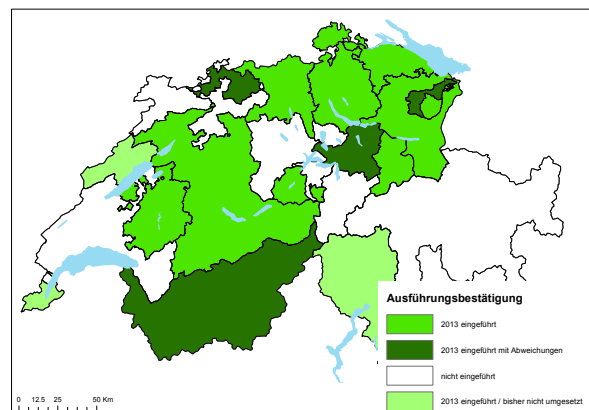 Ausführungsbestätigung
2013 eingeführt
2013 eingeführt mit Abweichungen
nicht eingeführt
2013 eingeführt / bisher nicht umgesetzt
0 12.5 25 50 Km